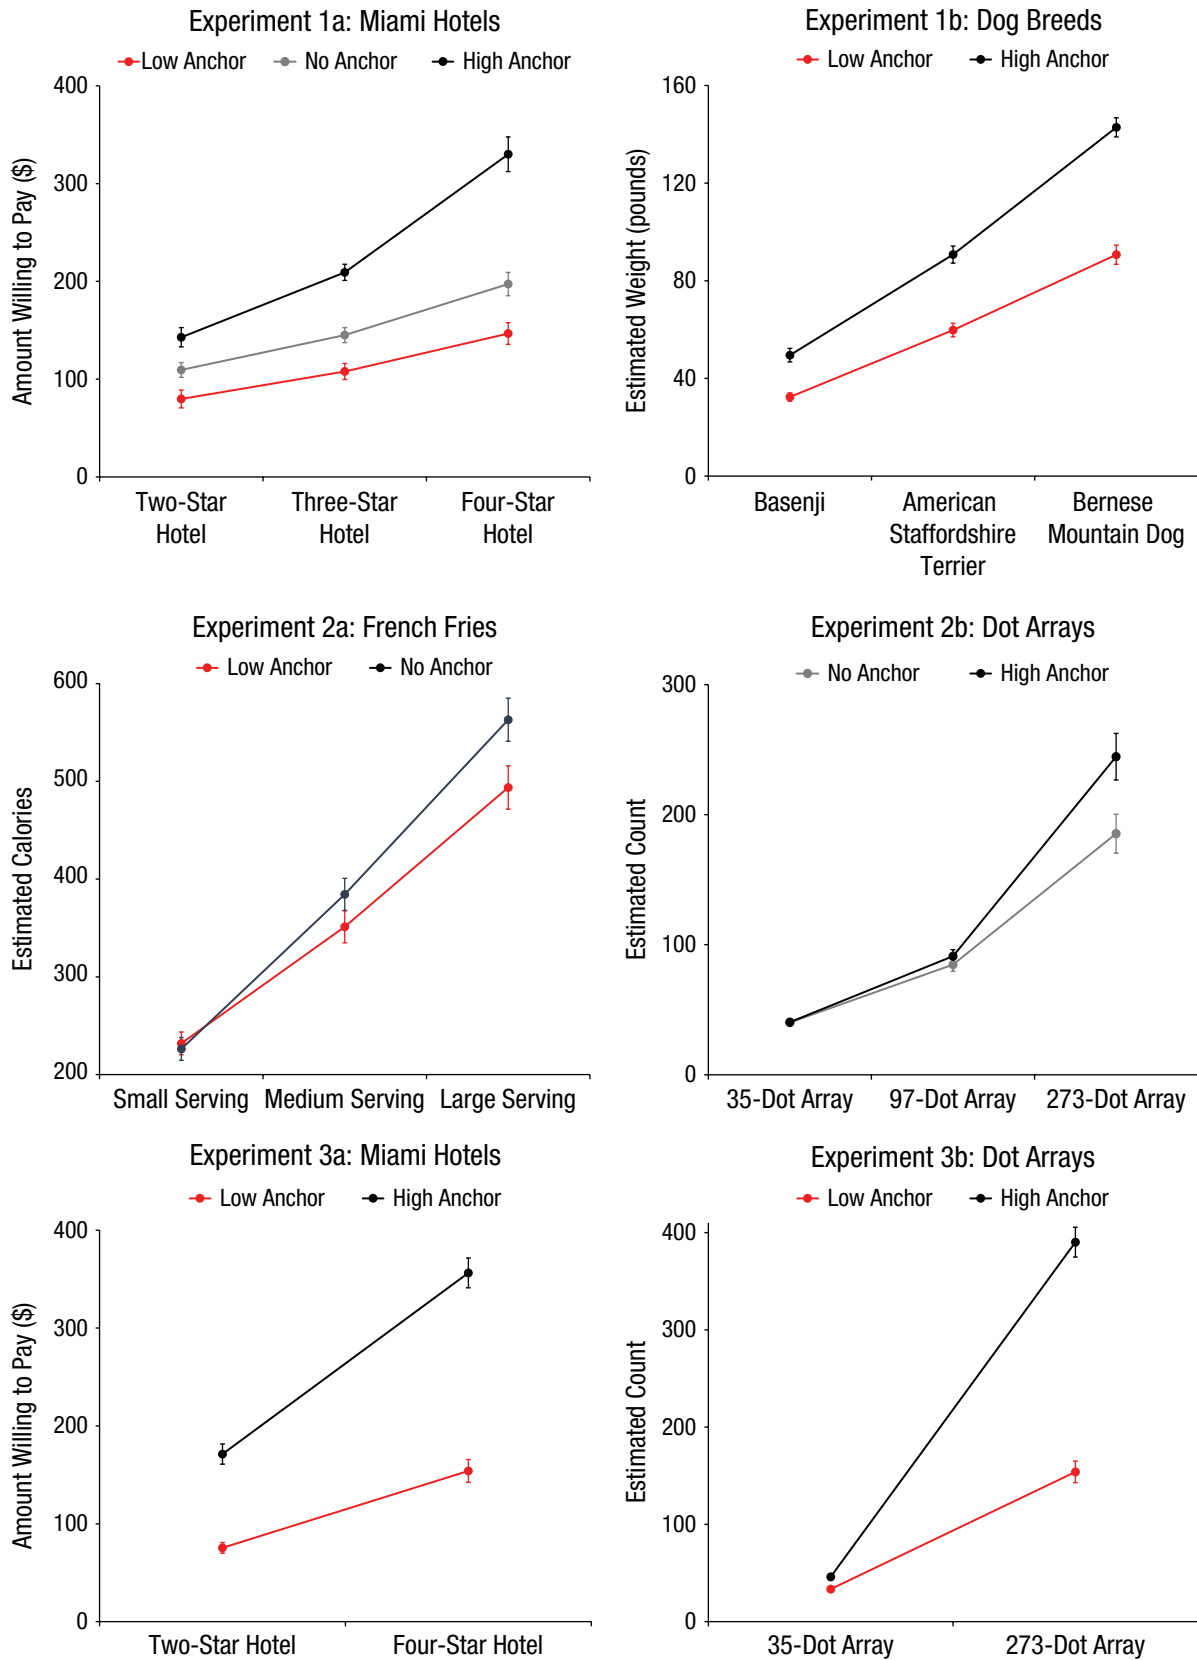 Experiment 1a: Miami Hotels
Low Anchor No Anchor High Anchor
Amount Willing to Pay ($)
400
300
200
100
0
Two-Star Hotel
Three-Star Hotel
Four-Star Hotel
Experiment 1b: Dog Breeds
Low Anchor High Anchor
Estimated Weight (pounds)
160
120
80
40
0
Basenji
American Staffordshire Terrier
Bernese Mountain Dog
Experiment 2a: French Fries
Low Anchor No Anchor
Estimated Calories
600
500
400
300
200
Small Serving Medium Serving Large Serving
Experiment 2b: Dot Arrays
No Anchor High Anchor
Estimated Count
300
200
100
0
35-Dot Array 97-Dot Array 273-Dot Array
Experiment 3a: Miami Hotels
Low Anchor High Anchor
Amount Willing to Pay ($)
400
300
200
100
0
Two-Star Hotel Four-Star Hotel
Experiment 3b: Dot Arrays
Low Anchor High Anchor
Estimated Count
400
300
200
100
0
35-Dot Array 273-Dot Array